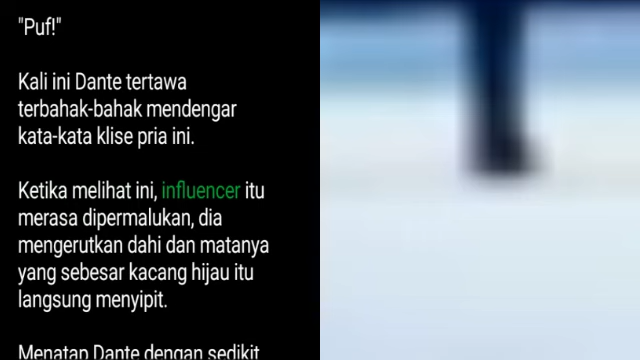 "Puf!"
Kali ini Dante tertawa
terbahak-bahak mendengar
kata-kata klise pria ini.
Ketika melihat ini, influencer itu
merasa dipermalukan, dia
mengerutkan dahi dan matanya
yang sebesar kacang hijau itu
langsung menyipit.
Menatap Dante dengan sedikit